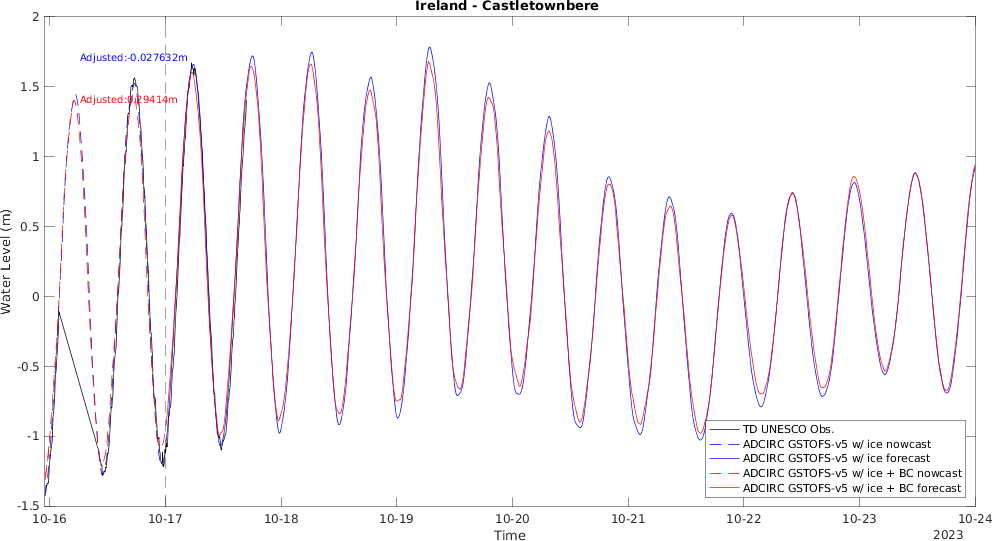 Ireland - Castletownbere
2
1.5
1
0.5
0
-0.5
-1
-1.5
Water Level (m)
Adjusted:-0.027632m
Adjusted:0.29414m
TD UNESCO Obs.
ADCIRC GSTOFS-v5 w/ ice nowcast
ADCIRC GSTOFS-v5 w/ ice forecast
ADCIRC GSTOFS-v5 w/ ice + BC nowcast
ADCIRC GSTOFS-v5 w/ ice + BC forecast
10-16 10-17 10-18 10-19 10-20 10-21 10-22 10-23 10-24
Time
2023